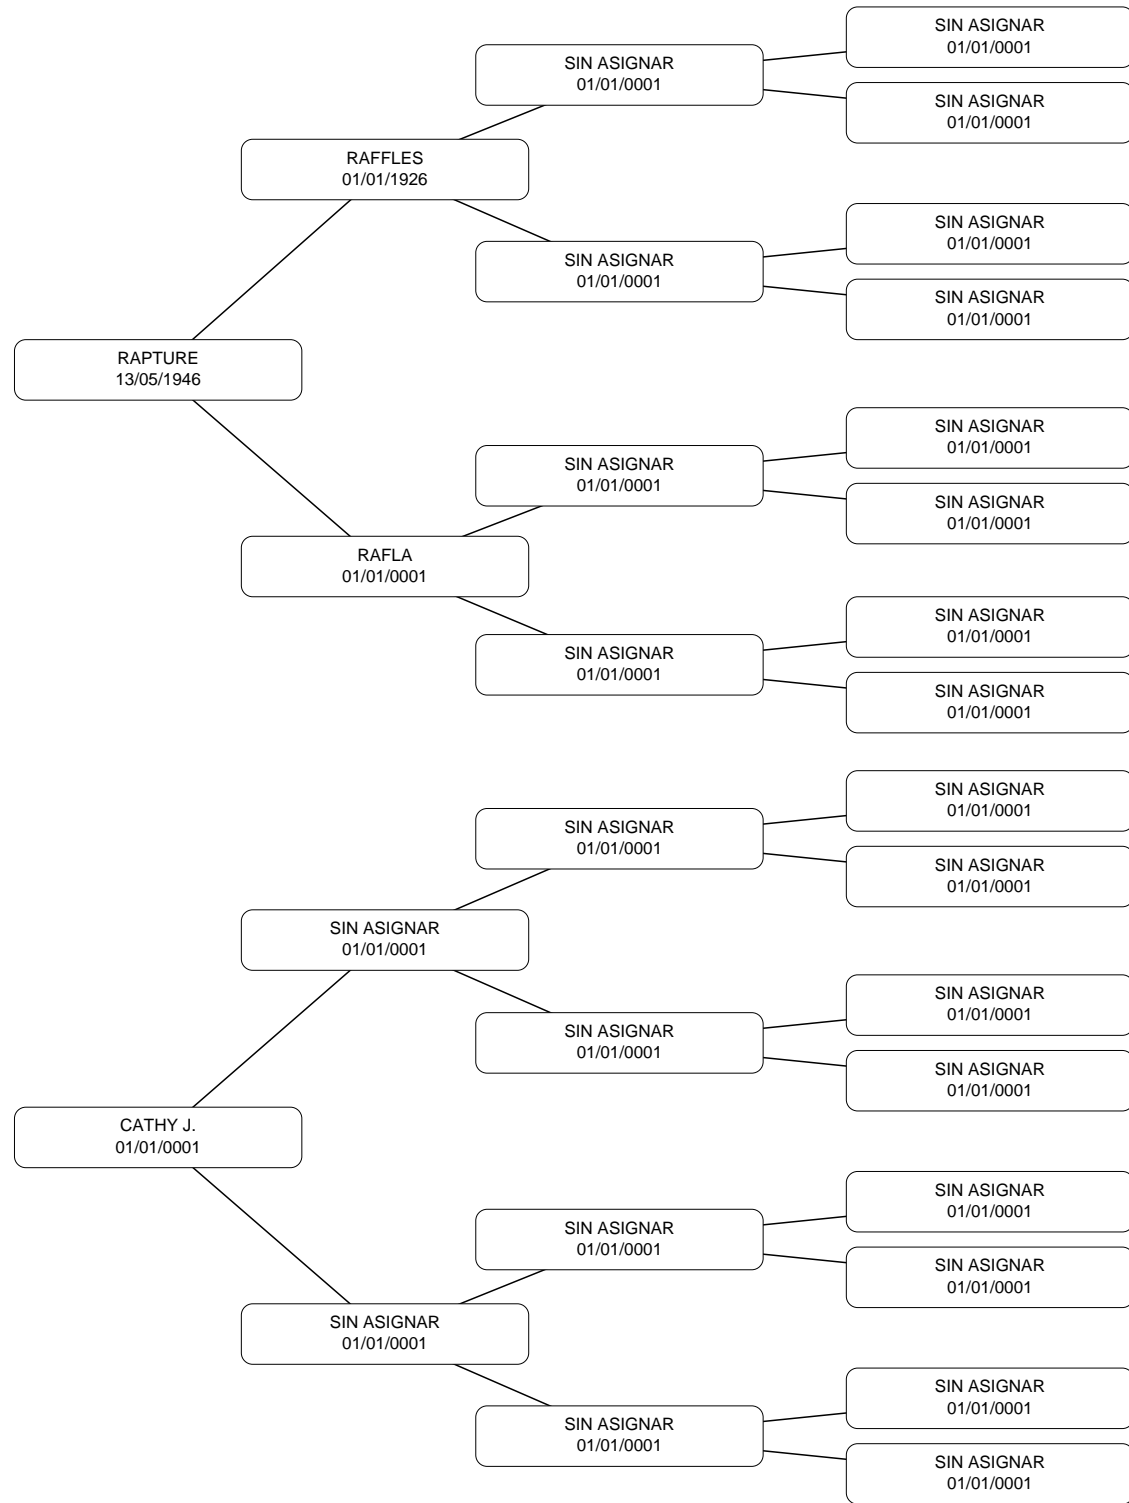 SIN ASIGNAR
01/01/0001
SIN ASIGNAR
01/01/0001
SIN ASIGNAR
01/01/0001
RAFFLES
01/01/1926
SIN ASIGNAR
01/01/0001
SIN ASIGNAR
01/01/0001
SIN ASIGNAR
01/01/0001
RAPTURE
13/05/1946
SIN ASIGNAR
01/01/0001
SIN ASIGNAR
01/01/0001
SIN ASIGNAR
01/01/0001
RAFLA
01/01/0001
SIN ASIGNAR
01/01/0001
SIN ASIGNAR
01/01/0001
SIN ASIGNAR
01/01/0001
SIN ASIGNAR
01/01/0001
SIN ASIGNAR
01/01/0001
SIN ASIGNAR
01/01/0001
SIN ASIGNAR
01/01/0001
SIN ASIGNAR
01/01/0001
SIN ASIGNAR
01/01/0001
SIN ASIGNAR
01/01/0001
CATHY J.
01/01/0001
SIN ASIGNAR
01/01/0001
SIN ASIGNAR
01/01/0001
SIN ASIGNAR
01/01/0001
SIN ASIGNAR
01/01/0001
SIN ASIGNAR
01/01/0001
SIN ASIGNAR
01/01/0001
SIN ASIGNAR
01/01/0001